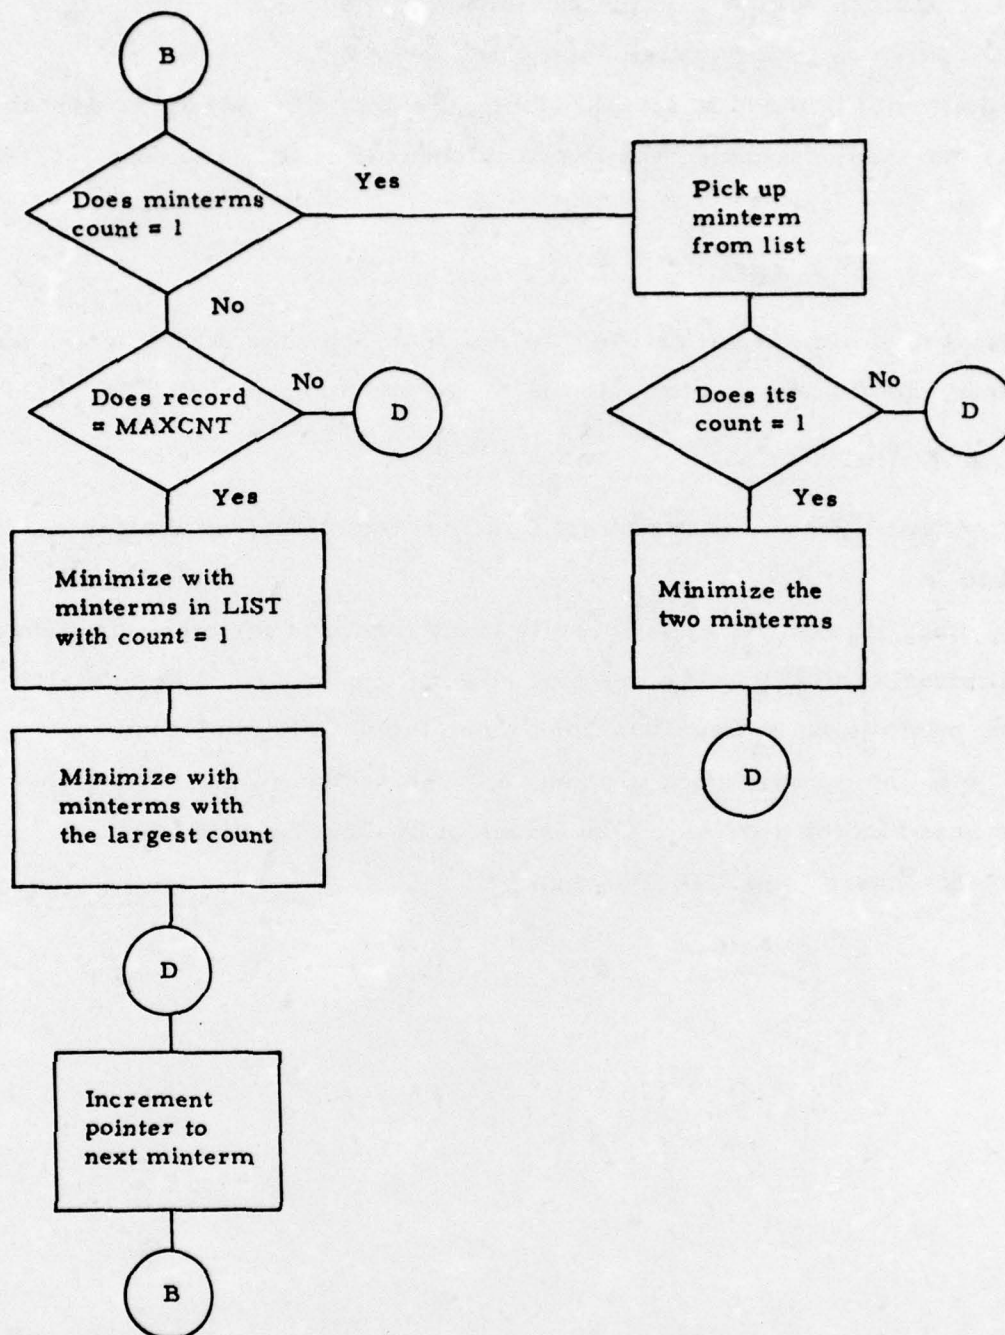 B
Does minterms
count = 1
Yes
Pick up
minterm
from list
No
Does record
= MAXCNT
No
D
Does its
count = 1
No
D
Yes
Yes
Minimize with
minterms in LIST
with count = 1
Minimize the
two minterms
Minimize with
minterms with
the largest count
D
D
Increment
pointer to
next minterm
B